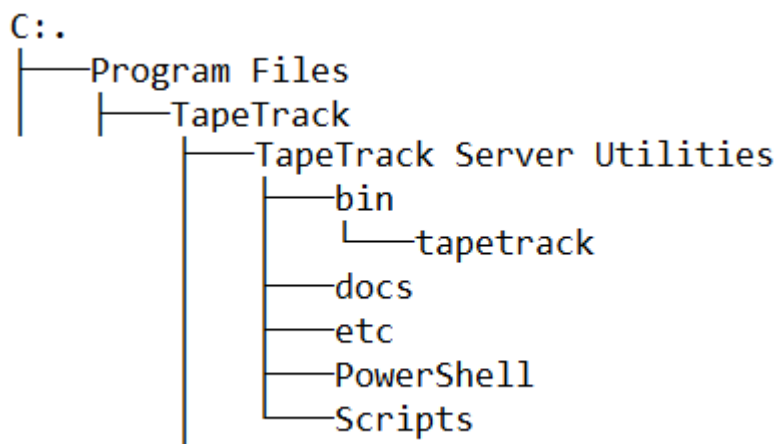 C:.
Program Files
TapeTrack
TapeTrack Server Utilities
bin
tapetrack
docs
etc
PowerShell
Scripts